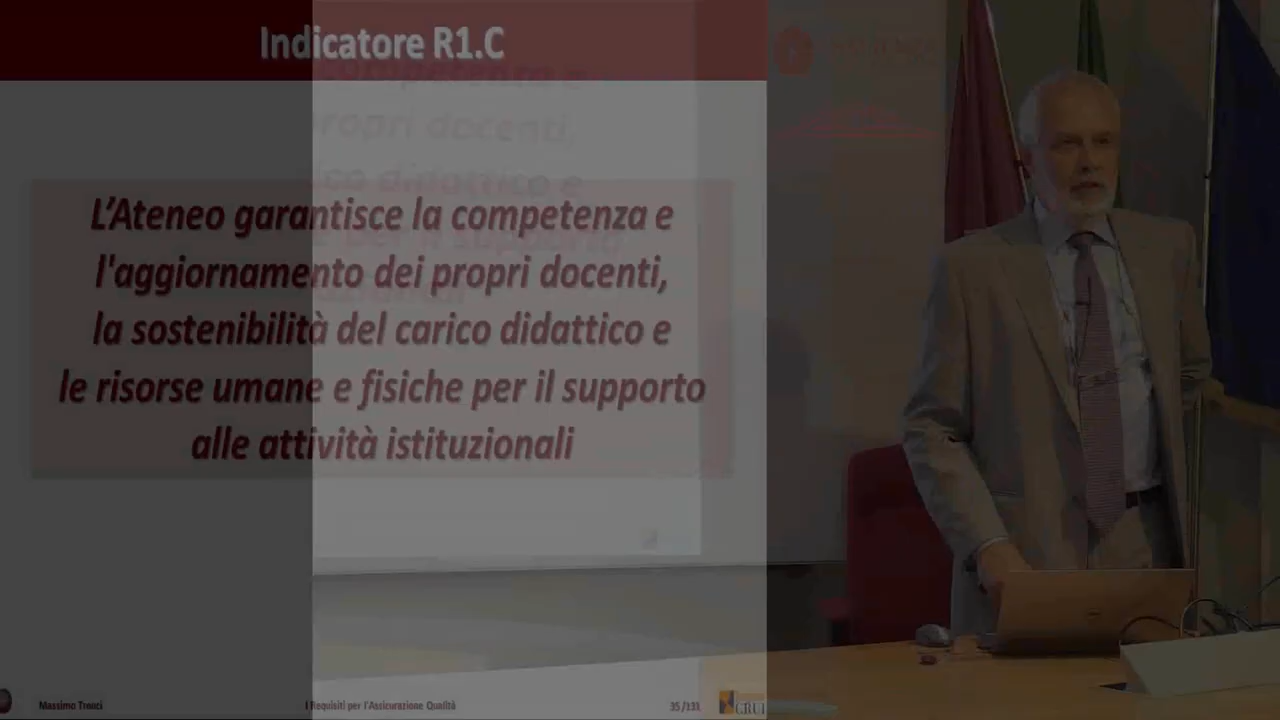 Indicatore R1.C
L'Ateneo garantisce la competenza e
l'aggiornamento dei propri docenti,
la sostenibilità del carico didattico e
le risorse umane e fisiche per il supporto
alle attività istituzionali
Massimo Tronci
I Requisiti per l'Assicurazione Qualità
35/131
CRUI